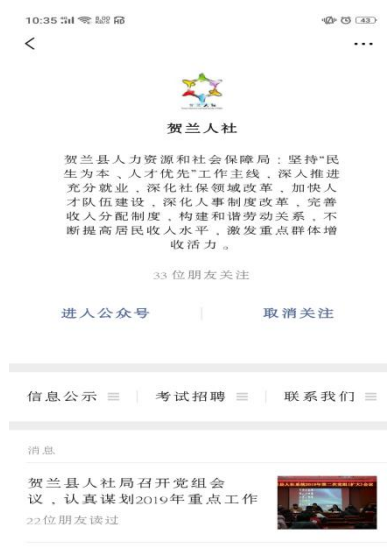 10:35
43
贺兰人社
贺兰县人力资源和社会保障局：坚持“民
生为本、人才优先”工作主线，深入推进
充分就业，深化社保领域改革，加快人
才队伍建设，深化人事制度改革，完善
收入分配制度，构建和谐劳动关系，不
断提高居民收入水平，激发重点群体增
收活力。
33位朋友关注
进入公众号 取消关注
信息公示 考试招聘 联系我们
消息
贺兰县人社局召开党组会
议，认真谋划2019年重点工作
22位朋友读过